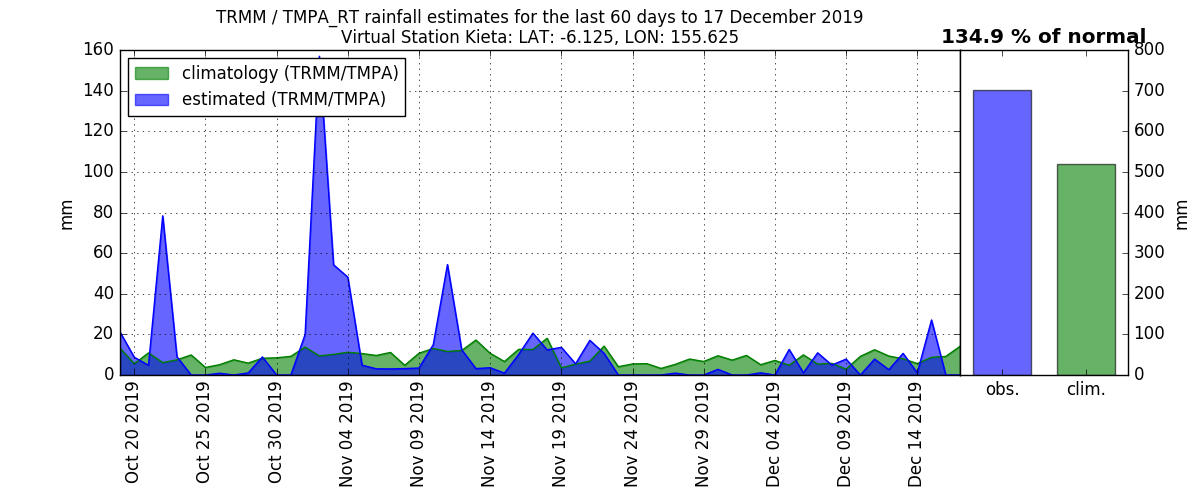 TRMM / TMPA_RT rainfall estimates for the last 60 days to 17 December 2019
Virtual Station Kieta: LAT: -6.125, LON: 155.625
134.9 % of normal
climatology (TRMM/TMPA)
estimated (TRMM/TMPA)
160
140
120
100
80
60
40
20
0
mm
Oct 20 2019
Oct 25 2019
Oct 30 2019
Nov 04 2019
Nov 09 2019
Nov 14 2019
Nov 19 2019
Nov 24 2019
Nov 29 2019
Dec 04 2019
Dec 09 2019
Dec 14 2019
obs.
clim.
800
700
600
500
400
300
200
100
0
mm